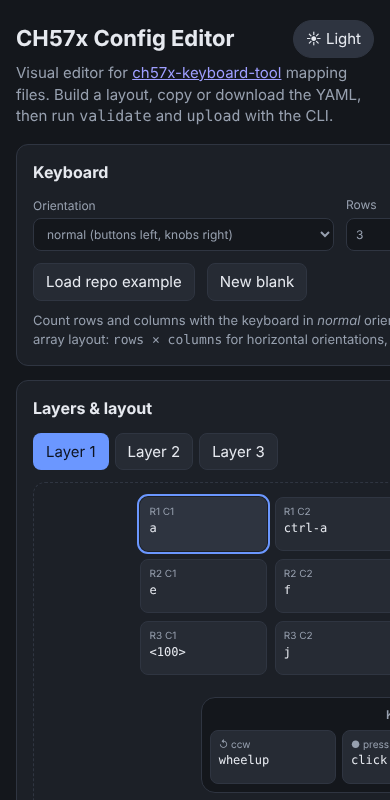 CH57x Config Editor
☀ Light
Visual editor for ch57x-keyboard-tool mapping
files. Build a layout, copy or download the YAML,
then run validate and upload with the CLI.
Keyboard
Orientation
Rows
normal (buttons left, knobs right)
3
Load repo example
New blank
Count rows and columns with the keyboard in normal
array layout: rows × columns for horizontal orientations,
Layers & layout
Layer 1
Layer 2
Layer 3
R1 C1
R1 C2
a
ctrl-a
R2 C1
R2 C2
e
f
R3 C1
R3 C2
<100>
j
↺ ccw
● press
wheelup
click